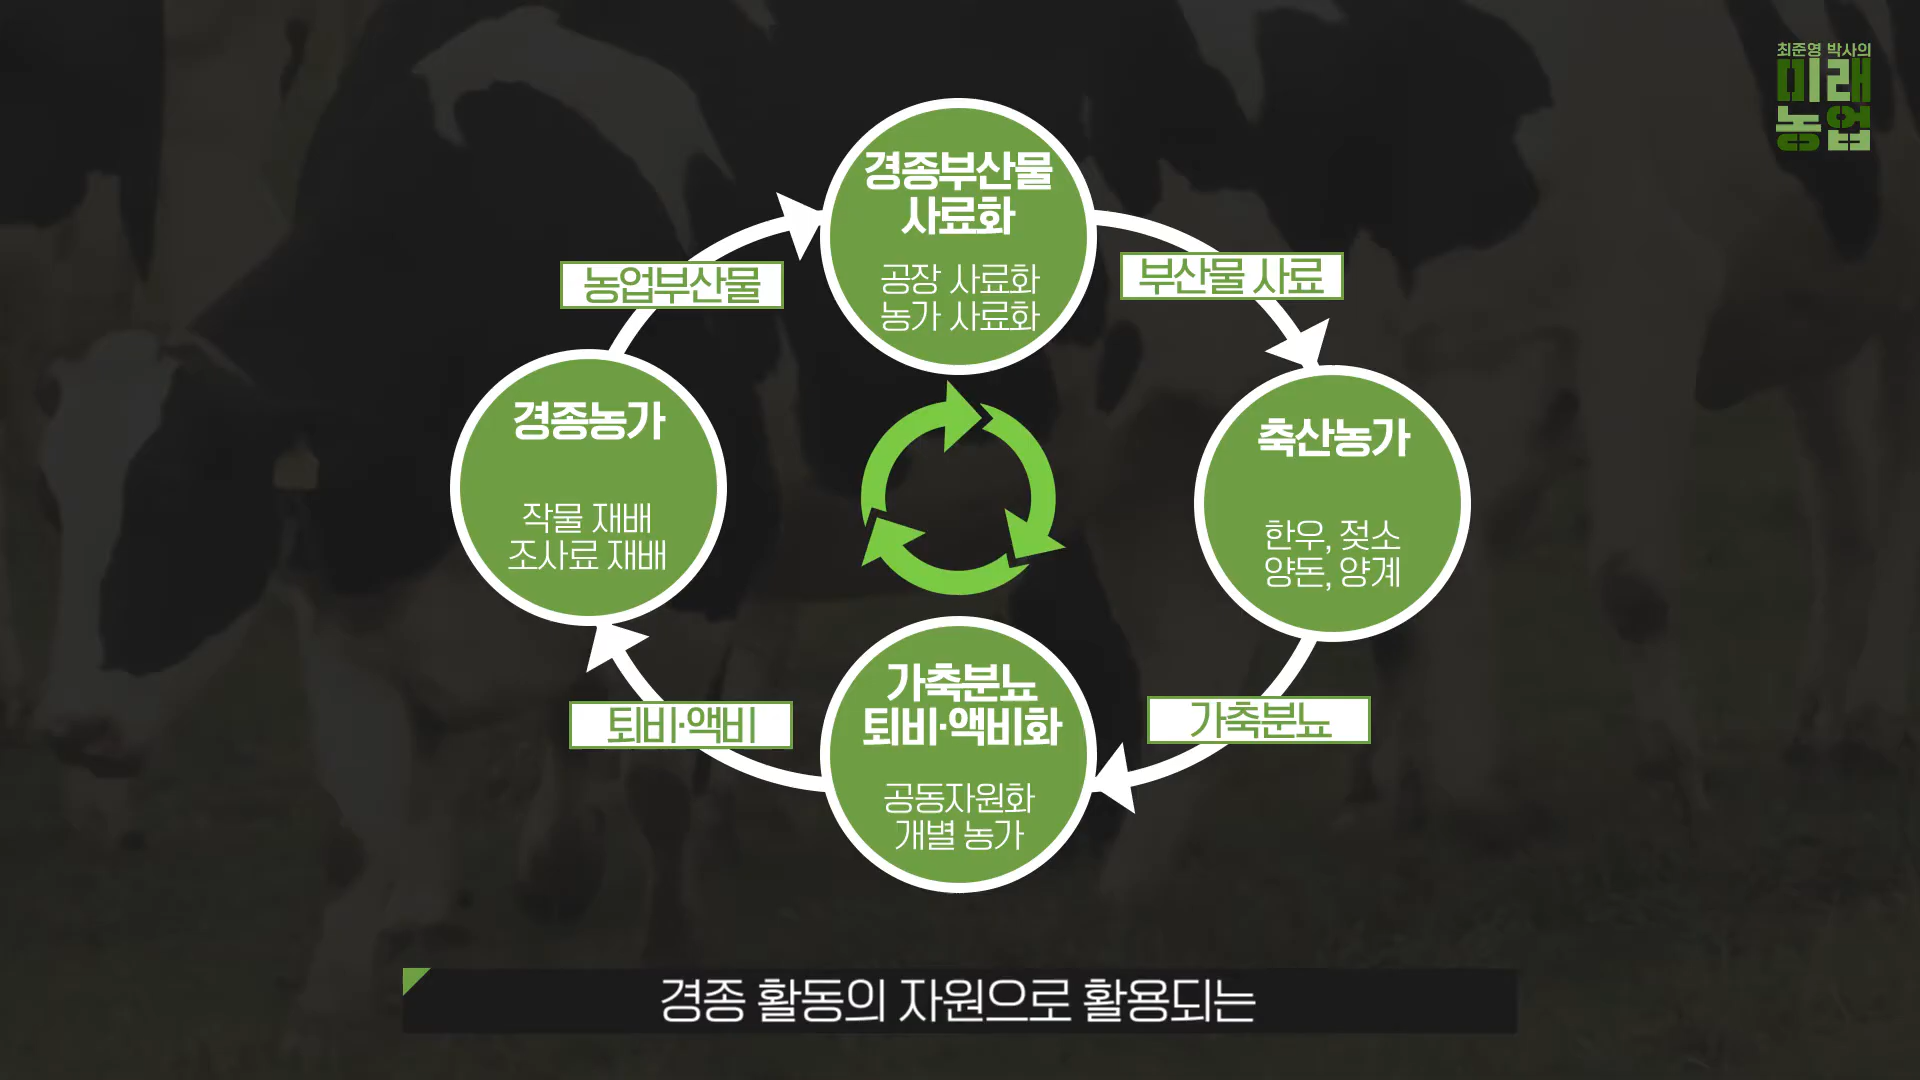 최준영 박사의
미래
농업
경종부산물
사료화
공장 사료화
농가 사료화
농업부산물
부산물 사료
경종농가
작물 재배
조사료 재배
축산농가
한우, 젖소
양돈, 양계
가축분뇨
퇴비·액비화
공동자원화
개별 농가
퇴비·액비
가축분뇨
경종 활동의 자원으로 활용되는